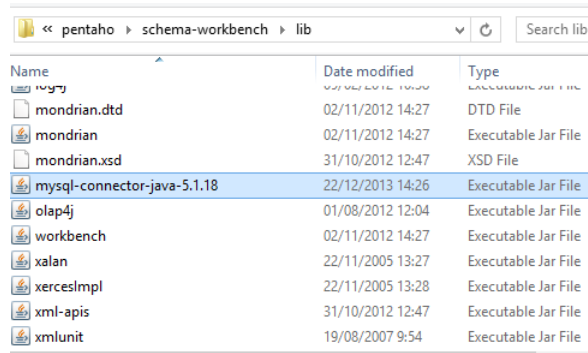 « pentaho › schema-workbench › lib Search lib
Name Date modified Type
log4j
mondrian.dtd 02/11/2012 14:27 DTD File
mondrian 02/11/2012 14:27 Executable Jar File
mondrian.xsd 31/10/2012 12:47 XSD File
mysql-connector-java-5.1.18 22/12/2013 14:26 Executable Jar File
olap4j 01/08/2012 12:04 Executable Jar File
workbench 02/11/2012 14:27 Executable Jar File
xalan 22/11/2005 13:27 Executable Jar File
xercesImpl 22/11/2005 13:28 Executable Jar File
xml-apis 31/10/2012 12:47 Executable Jar File
xmlunit 19/08/2007 9:54 Executable Jar File